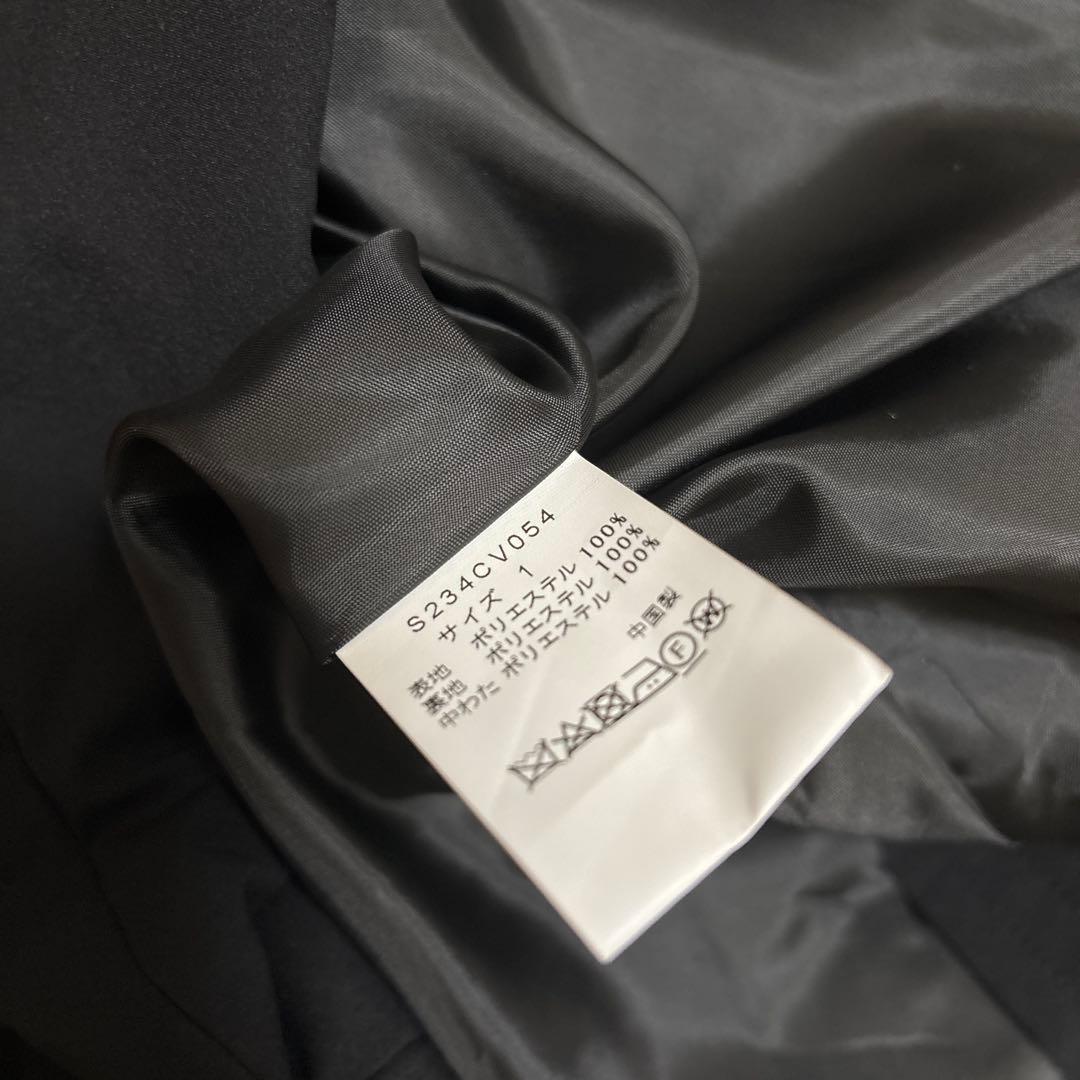 S234CV054
サイズ 1
表地 ポリエステル 100%
裏地 ポリエステル 100%
中わた ポリエステル 100%
中国製
F W